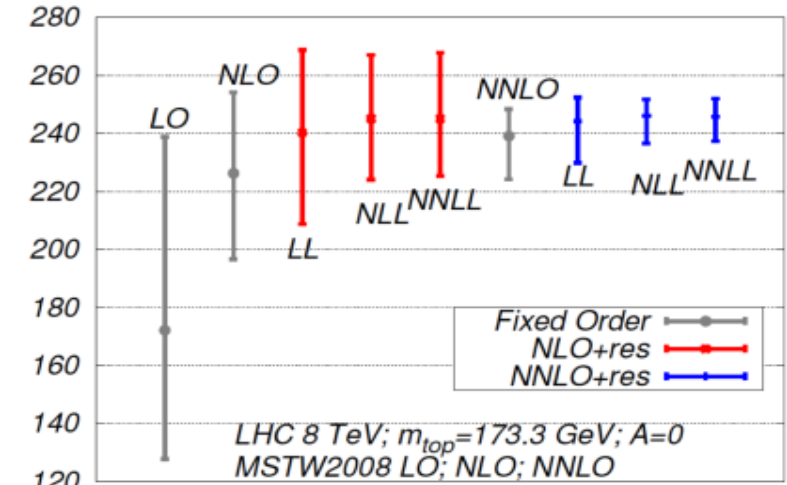 280
260
240
220
200
180
160
140
120
LO
NLO
LL
NLL
NNLL
NNLO
LL
NLL
NNLL
Fixed Order
NLO+res
NNLO+res
LHC 8 TeV; mtop=173.3 GeV; A=0
MSTW2008 LO; NLO; NNLO